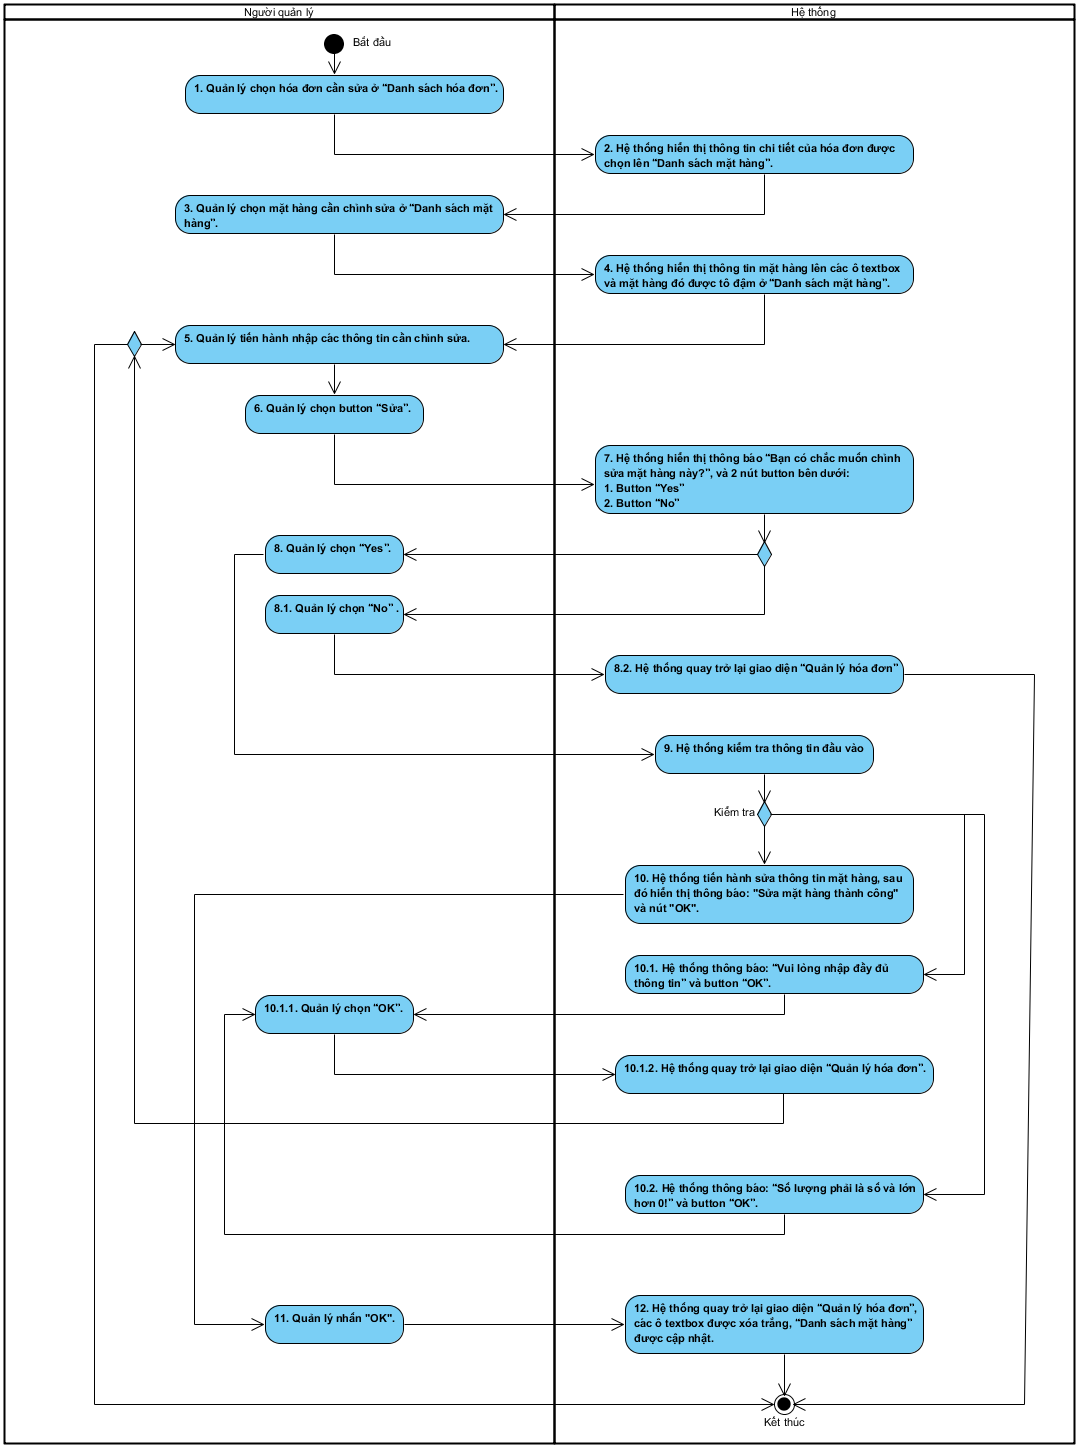 Người quản lý
Hệ thống
Bắt đầu
1. Quản lý chọn hóa đơn cần sửa ở “Danh sách hóa đơn”.
2. Hệ thống hiển thị thông tin chi tiết của hóa đơn được
chọn lên “Danh sách mặt hàng”.
3. Quản lý chọn mặt hàng cần chỉnh sửa ở “Danh sách mặt
hàng”.
4. Hệ thống hiển thị thông tin mặt hàng lên các ô textbox
và mặt hàng đó được tô đậm ở “Danh sách mặt hàng”.
5. Quản lý tiến hành nhập các thông tin cần chỉnh sửa.
6. Quản lý chọn button “Sửa”.
7. Hệ thống hiển thị thông báo “Bạn có chắc muốn chình
sửa mặt hàng này?”, và 2 nút button bên dưới:
1. Button “Yes”
2. Button “No”
8. Quản lý chọn “Yes”.
8.1. Quản lý chọn “No” .
8.2. Hệ thống quay trở lại giao diện “Quản lý hóa đơn”
9. Hệ thống kiểm tra thông tin đầu vào
Kiểm tra
10. Hệ thống tiến hành sửa thông tin mặt hàng, sau
đó hiển thị thông báo: "Sửa mặt hàng thành công"
và nút "OK".
10.1. Hệ thống thông báo: “Vui lòng nhập đầy đủ
thông tin” và button “OK”.
10.1.1. Quản lý chọn “OK”.
10.1.2. Hệ thống quay trở lại giao diện “Quản lý hóa đơn”.
10.2. Hệ thống thông báo: “Số lượng phải là số và lớn
hơn 0!” và button “OK”.
11. Quản lý nhấn "OK".
12. Hệ thống quay trở lại giao diện “Quản lý hóa đơn”,
các ô textbox được xóa trắng, “Danh sách mặt hàng”
được cập nhật.
Kết thúc